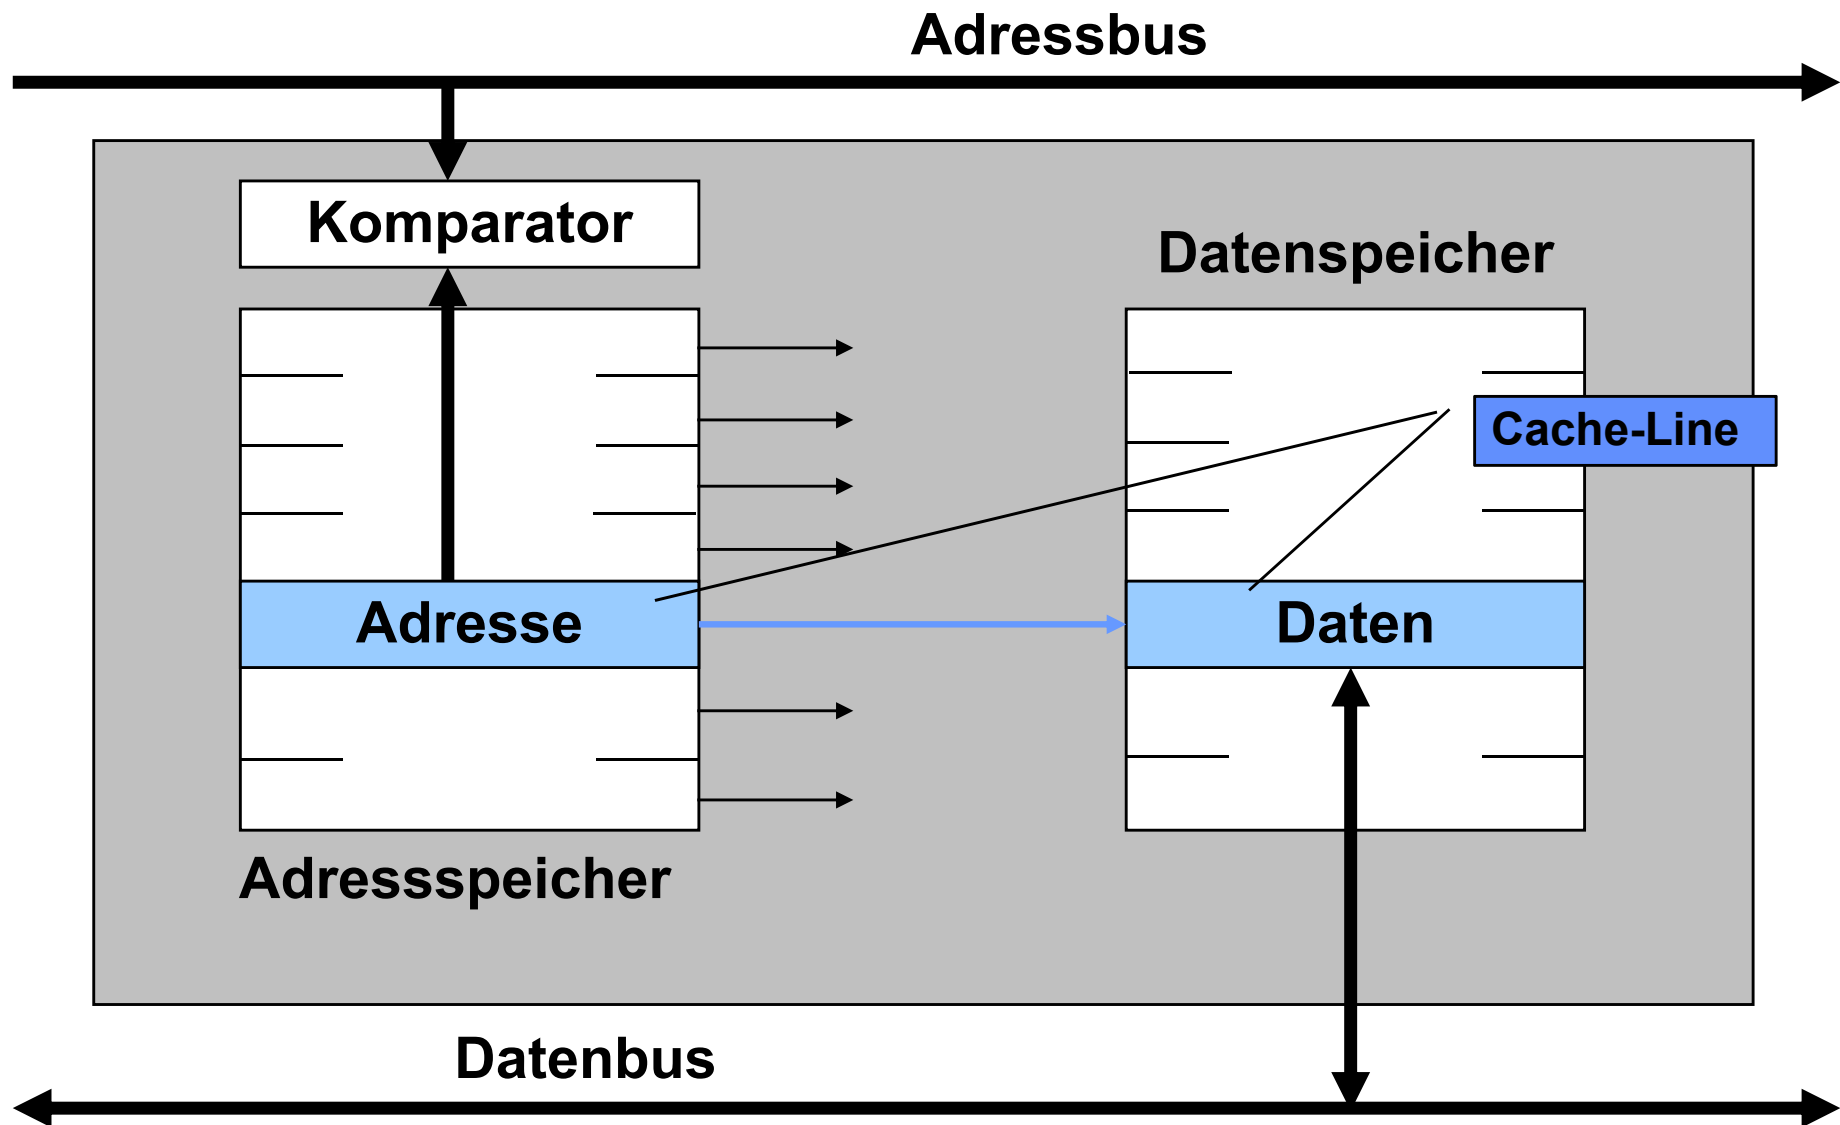 Adressbus
Komparator
Datenspeicher
Cache-Line
Adresse
Daten
Adressspeicher
Datenbus